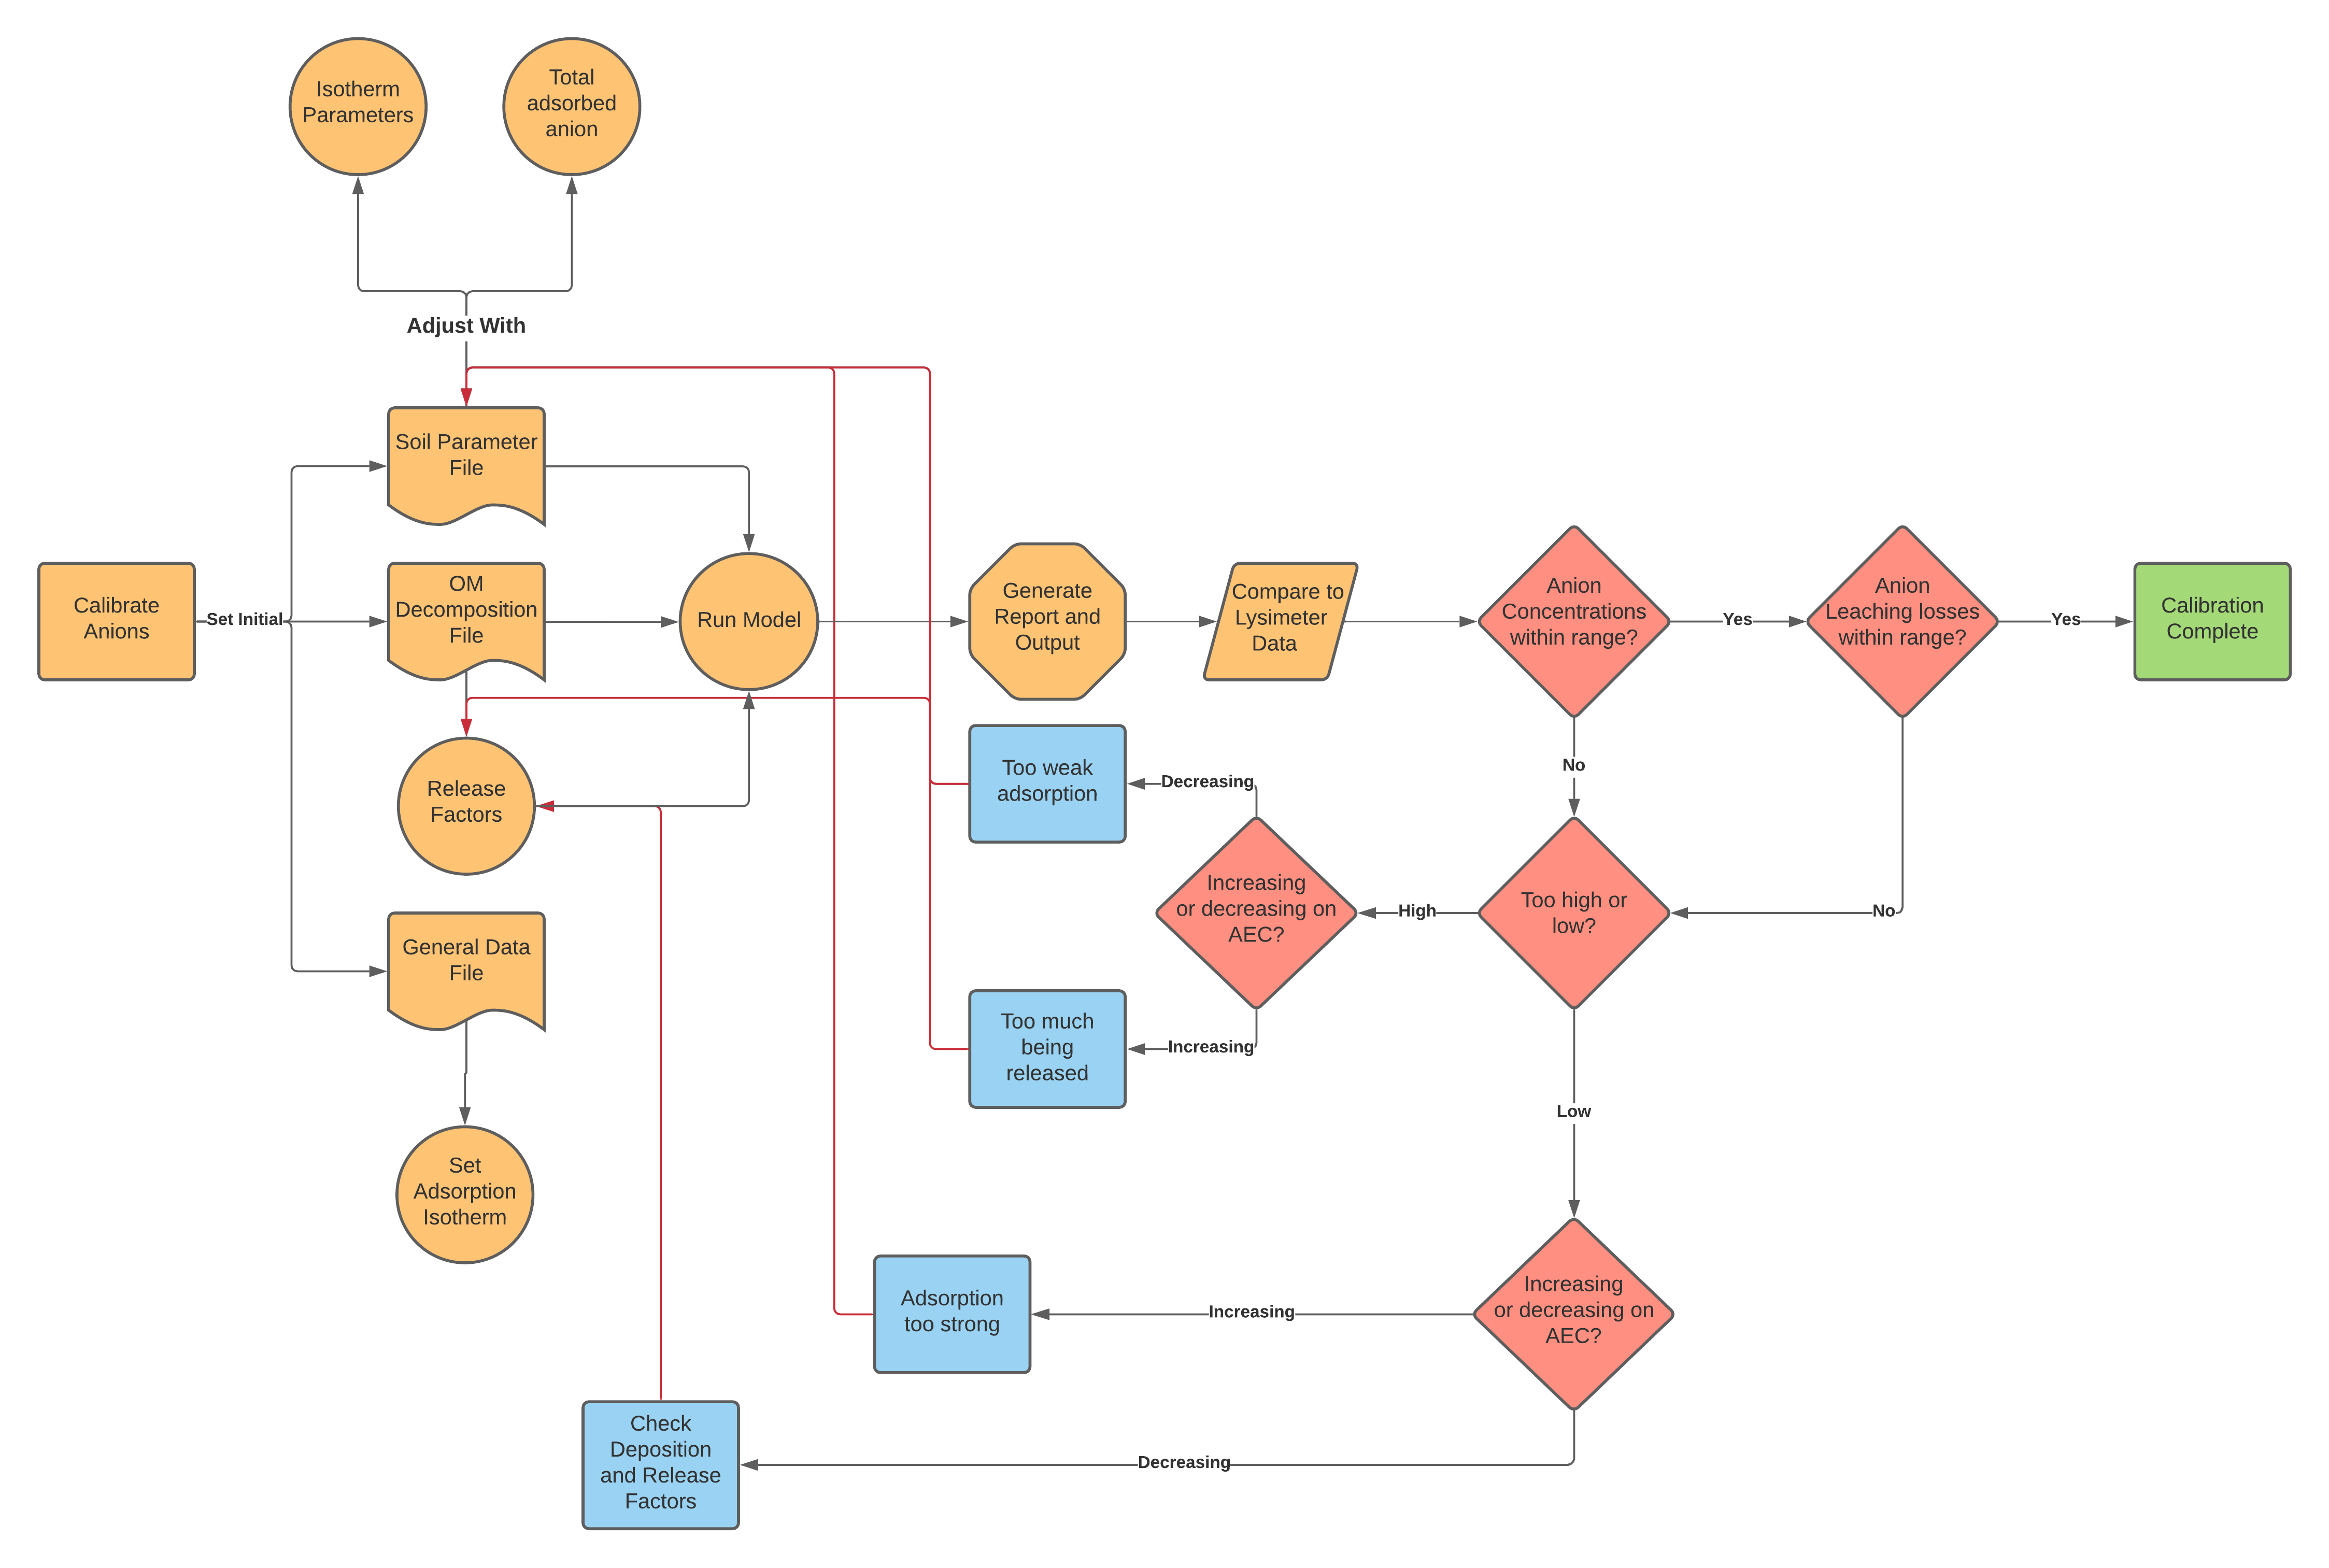 Isotherm
Parameters
Total
adsorbed
anion
Adjust With
Soil Parameter
File
Calibrate
Anions
Set Initial
OM
Decomposition
File
Run Model
Generate
Report and
Output
Compare to
Lysimeter
Data
Anion
Concentrations
within range?
Yes
Anion
Leaching losses
within range?
Yes
Calibration
Complete
No
Too weak
adsorption
Decreasing
Release
Factors
Increasing
or decreasing on
AEC?
High
Too high or
low?
No
General Data
File
Too much
being
released
Increasing
Low
Set
Adsorption
Isotherm
Adsorption
too strong
Increasing
Increasing
or decreasing on
AEC?
Check
Deposition
and Release
Factors
Decreasing